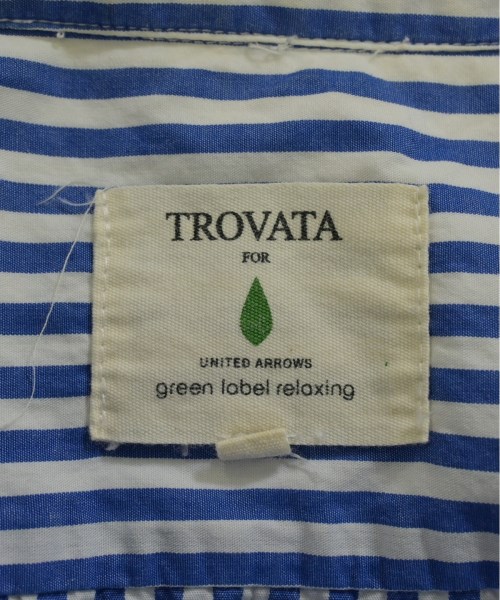 TROVATA
FOR
UNITED ARROWS
green label relaxing